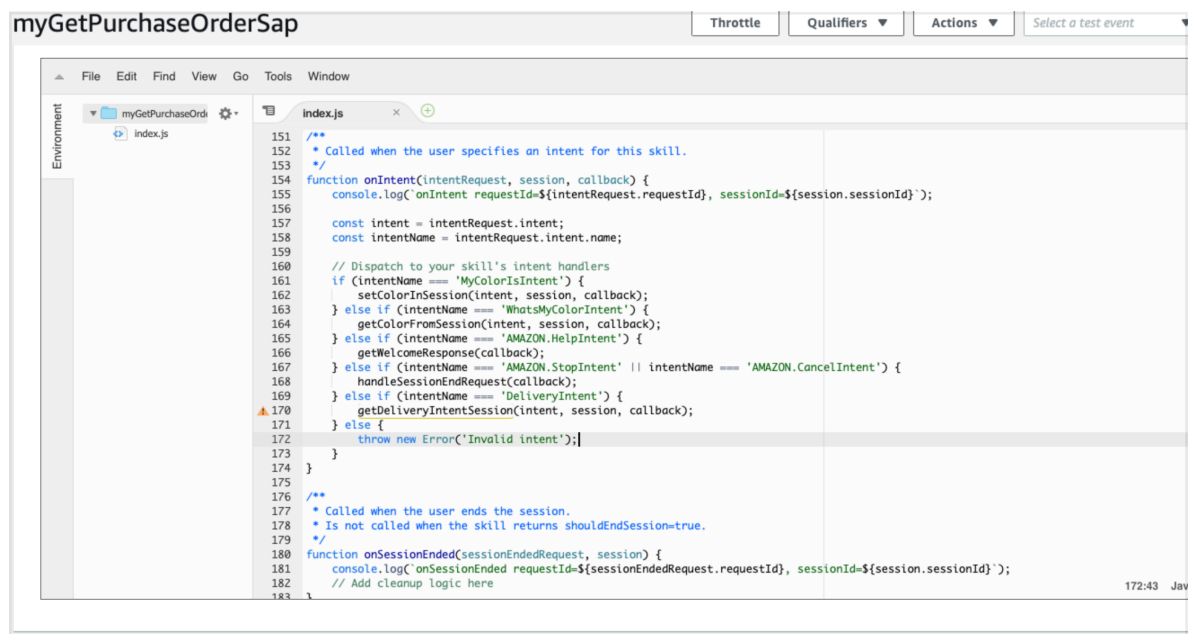 myGetPurchaseOrderSap
Throttle Qualifiers Actions Select a test event
File Edit Find View Go Tools Window
Environment
myGetPurchaseOrd
index.js
index.js
151 /**
152  * Called when the user specifies an intent for this skill.
153  */
154 function onIntent(intentRequest, session, callback) {
155     console.log(`onIntent requestId=${intentRequest.requestId}, sessionId=${session.sessionId}`);
156
157     const intent = intentRequest.intent;
158     const intentName = intentRequest.intent.name;
159
160     // Dispatch to your skill's intent handlers
161     if (intentName === 'MyColorIsIntent') {
162         setColorInSession(intent, session, callback);
163     } else if (intentName === 'WhatsMyColorIntent') {
164         getColorFromSession(intent, session, callback);
165     } else if (intentName === 'AMAZON.HelpIntent') {
166         getWelcomeResponse(callback);
167     } else if (intentName === 'AMAZON.StopIntent' || intentName === 'AMAZON.CancelIntent') {
168         handleSessionEndRequest(callback);
169     } else if (intentName === 'DeliveryIntent') {
170         getDeliveryIntentSession(intent, session, callback);
171     } else {
172         throw new Error('Invalid intent');
173     }
174 }
175
176 /**
177  * Called when the user ends the session.
178  * Is not called when the skill returns shouldEndSession=true.
179  */
180 function onSessionEnded(sessionEndedRequest, session) {
181     console.log(`onSessionEnded requestId=${sessionEndedRequest.requestId}, sessionId=${session.sessionId}`);
182     // Add cleanup logic here
183 }
172:43 Jav